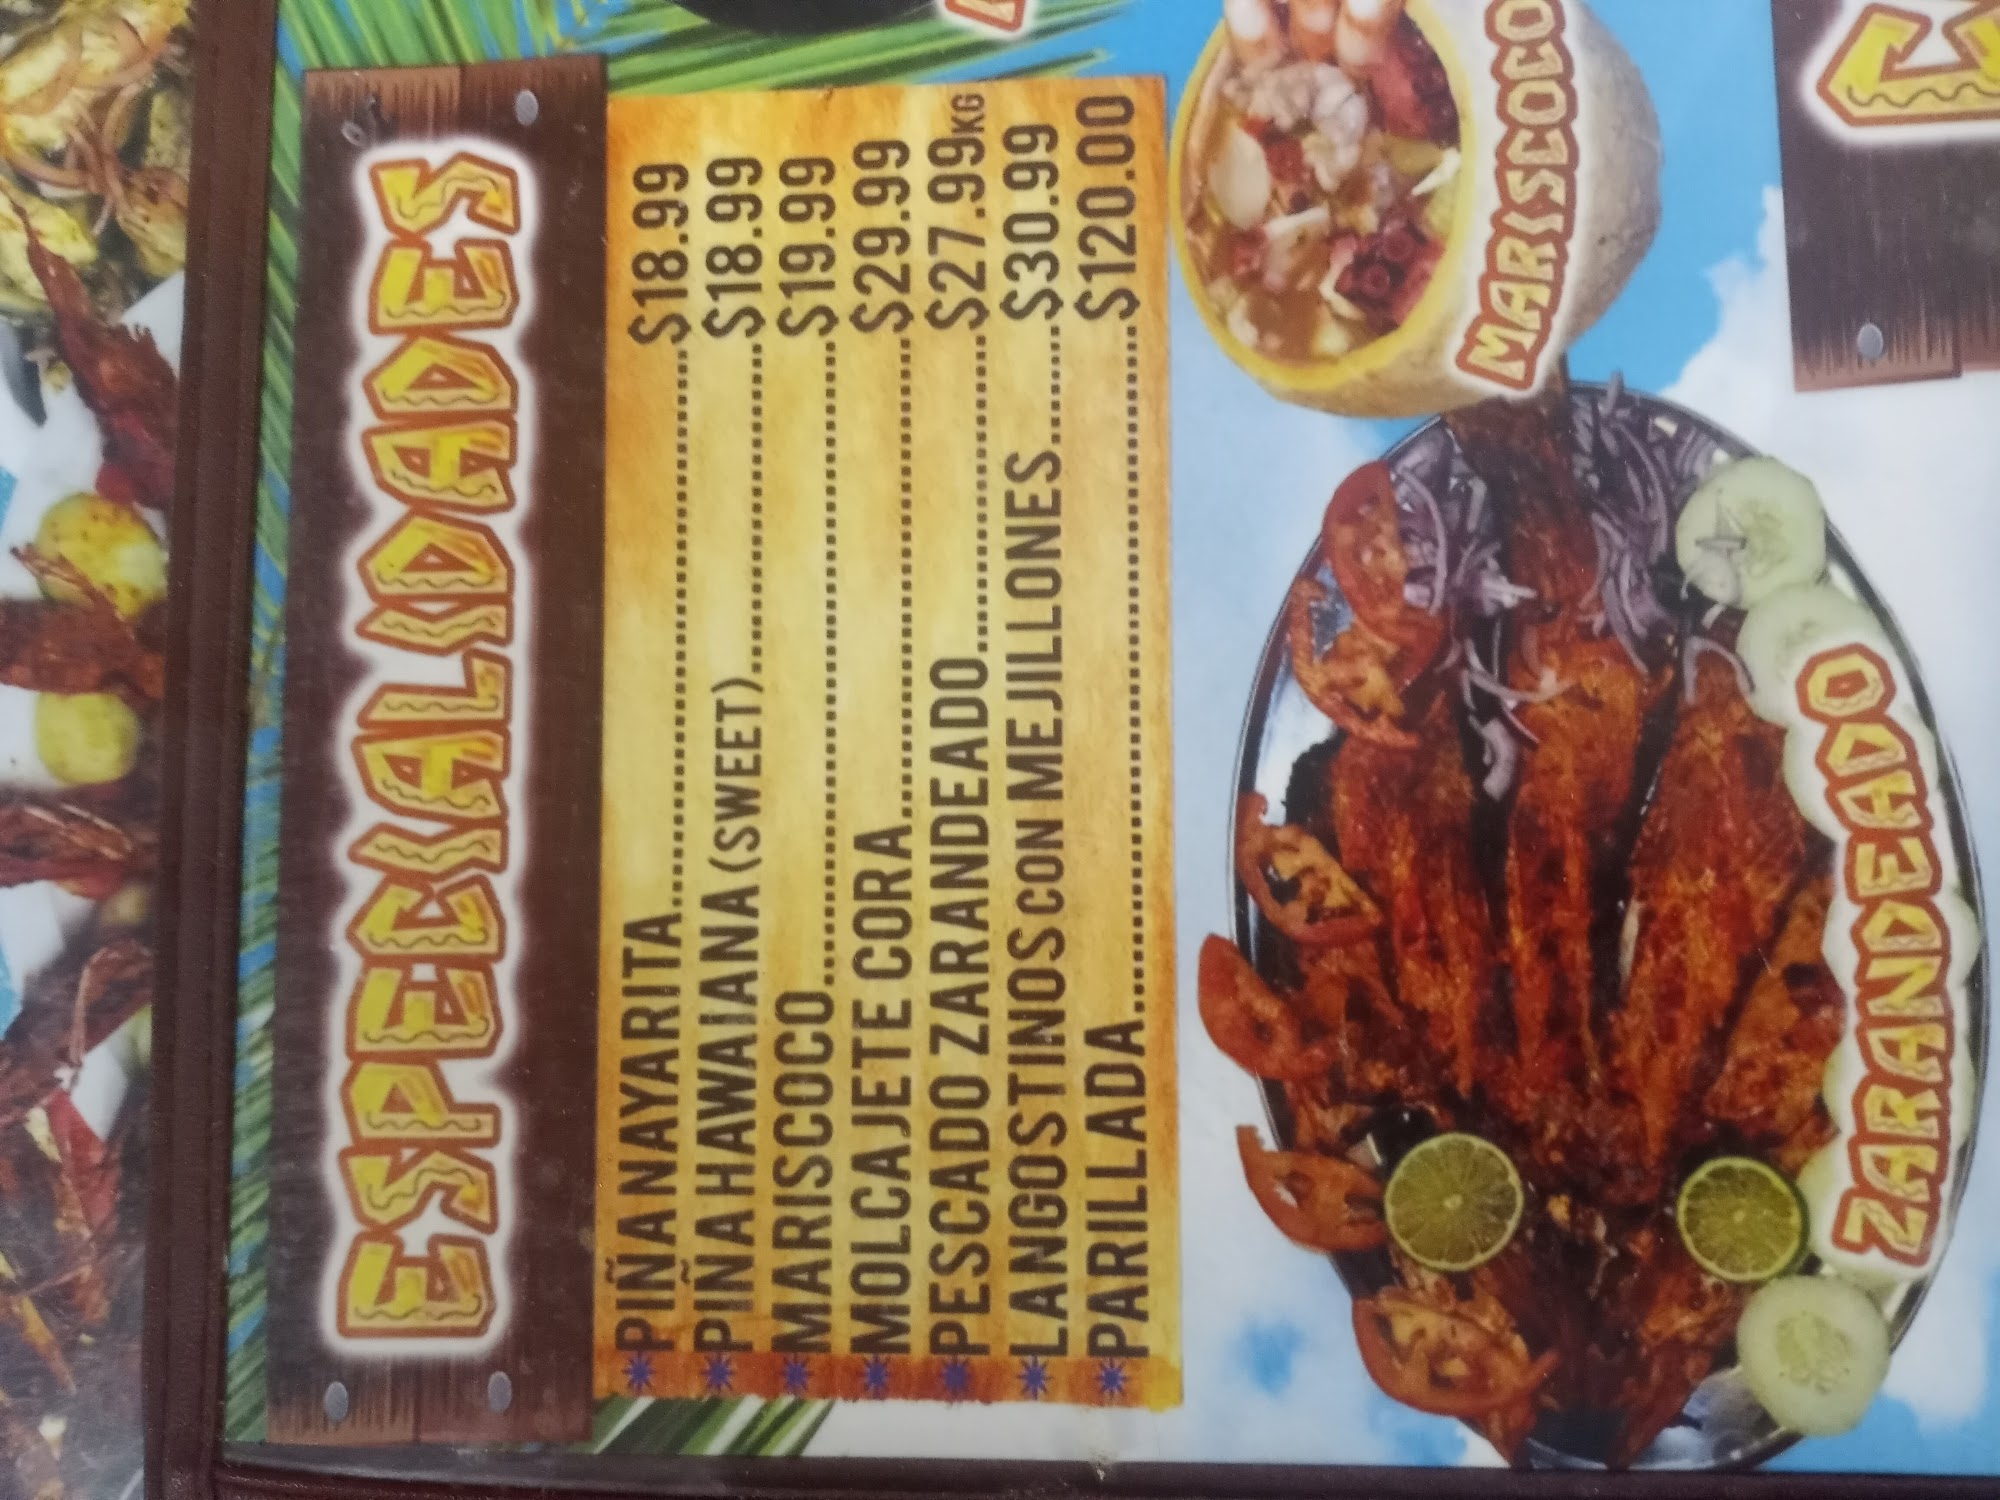 ESPECIALIDADES
PIÑA NAYARITA..........$18.99
PIÑA HAWAIANA (SWEET)..........$18.99
MARISCOCO..........$19.99
MOLCAJETE CORA..........$29.99
PESCADO ZARANDEADO..........$27.99KG
LANGOSTINOS CON MEJILLONES.....$30.99
PARILLADA..........$120.00
MARISCOCO
ZARANDEADO